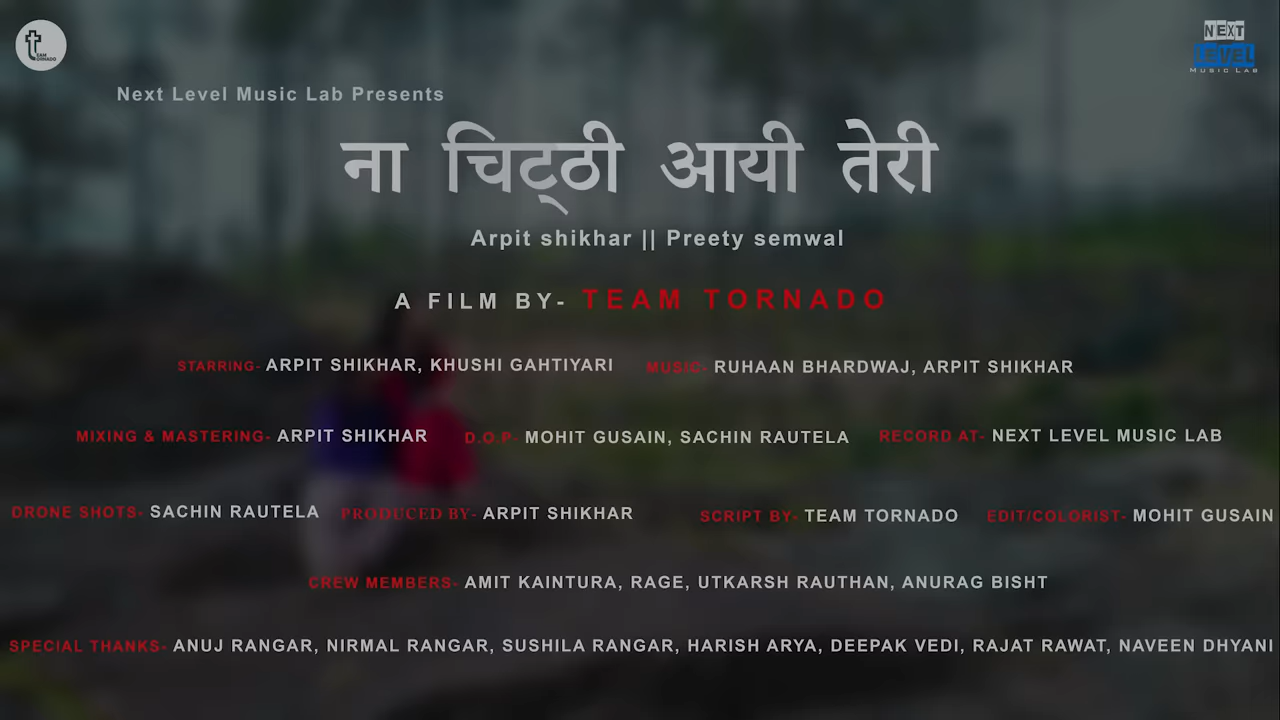 tEAM TORNADO
NEXT
LEVEL
MUSIC LAB
Next Level Music Lab Presents
ना चिट्ठी आयी तेरी
Arpit shikhar || Preety semwal
A FILM BY- TEAM TORNADO
STARRING- ARPIT SHIKHAR, KHUSHI GAHTIYARI MUSIC- RUHAAN BHARDWAJ, ARPIT SHIKHAR
MIXING & MASTERING- ARPIT SHIKHAR D.O.P- MOHIT GUSAIN, SACHIN RAUTELA RECORD AT- NEXT LEVEL MUSIC LAB
DRONE SHOTS- SACHIN RAUTELA PRODUCED BY- ARPIT SHIKHAR SCRIPT BY- TEAM TORNADO EDIT/COLORIST- MOHIT GUSAIN
CREW MEMBERS- AMIT KAINTURA, RAGE, UTKARSH RAUTHAN, ANURAG BISHT
SPECIAL THANKS- ANUJ RANGAR, NIRMAL RANGAR, SUSHILA RANGAR, HARISH ARYA, DEEPAK VEDI, RAJAT RAWAT, NAVEEN DHYANI